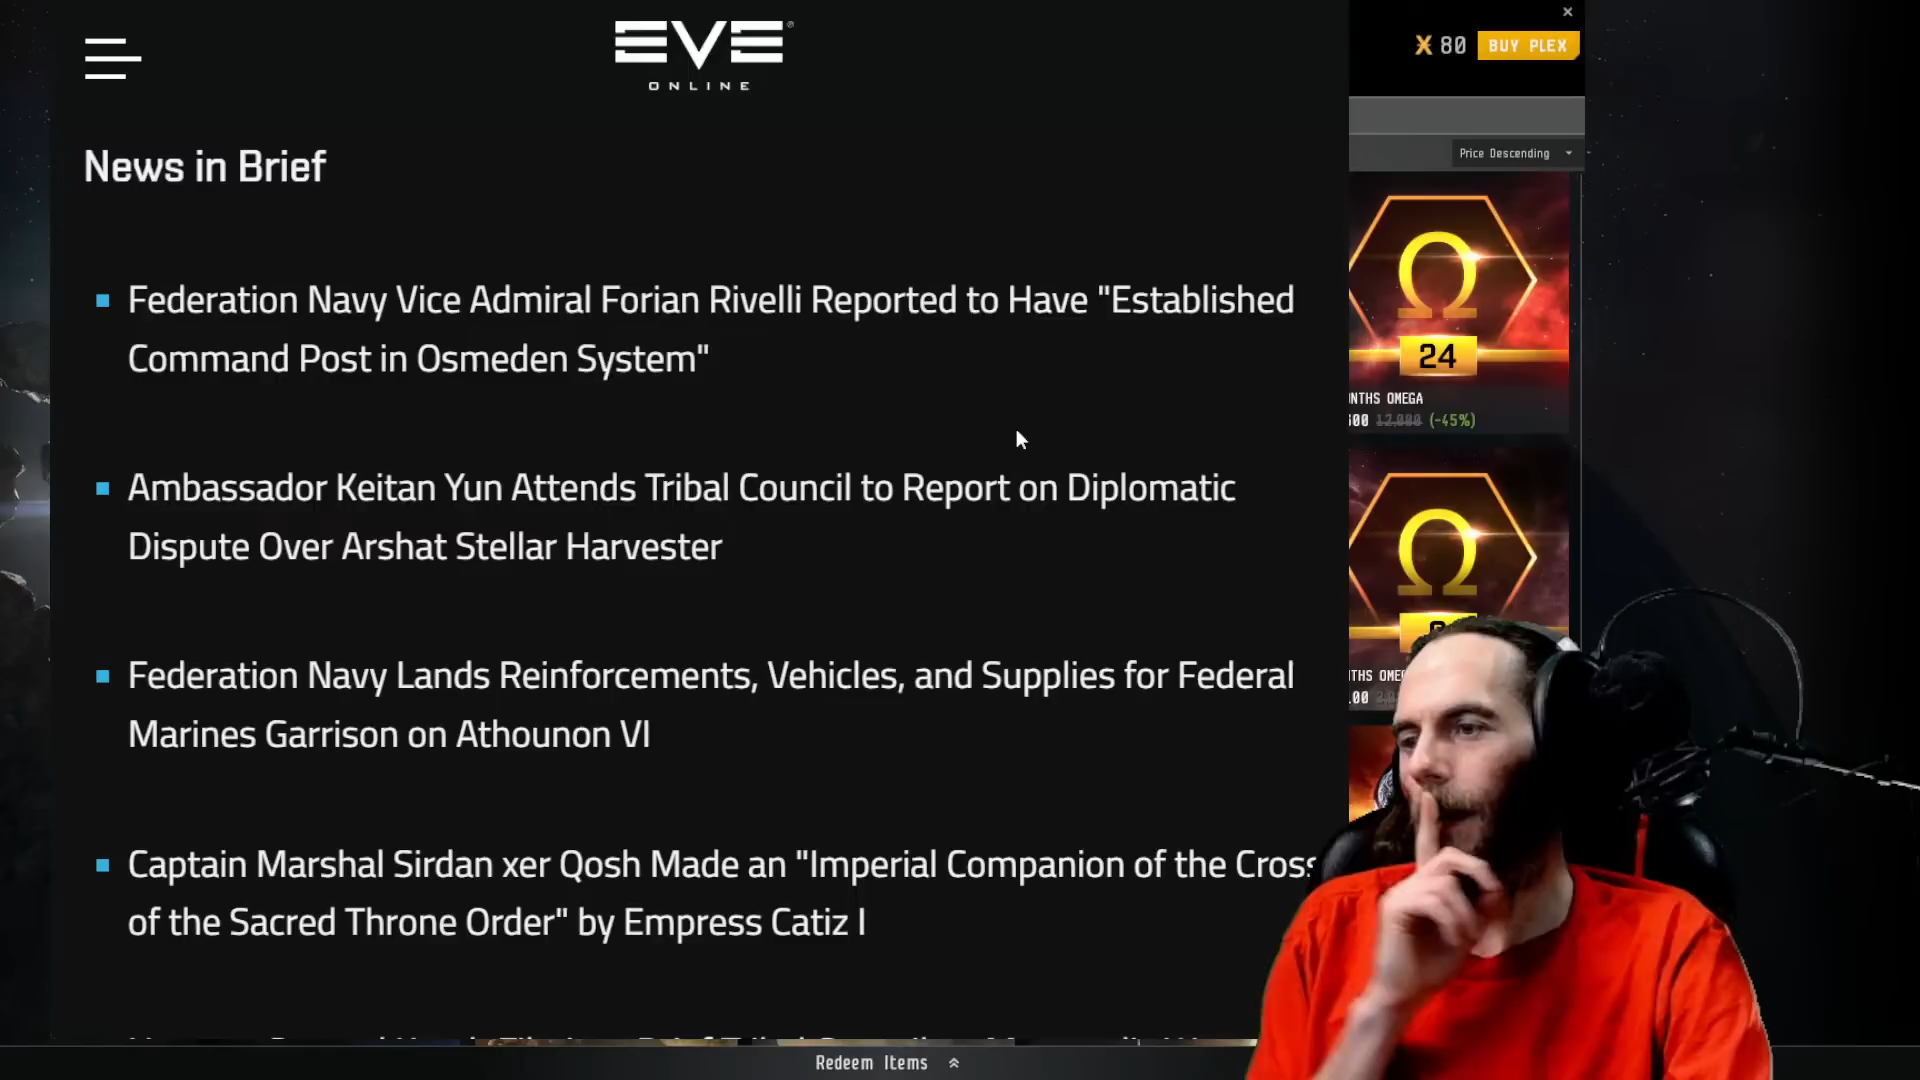 EVE
ONLINE
80
BUY PLEX
News in Brief
Price Descending
Federation Navy Vice Admiral Forian Rivelli Reported to Have "Established
Command Post in Osmeden System"
24
OMEGA
12,000 (-45%)
Ambassador Keitan Yun Attends Tribal Council to Report on Diplomatic
Dispute Over Arshat Stellar Harvester
Federation Navy Lands Reinforcements, Vehicles, and Supplies for Federal
Marines Garrison on Athounon VI
Captain Marshal Sirdan xer Qosh Made an "Imperial Companion of the Cross
of the Sacred Throne Order" by Empress Catiz I
Redeem Items